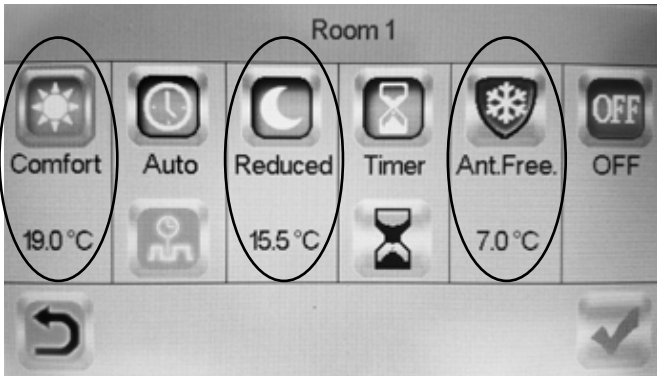 Room 1
OFF
Comfort Auto Reduced Timer Ant.Free. OFF
19.0 °C 15.5 °C 7.0 °C